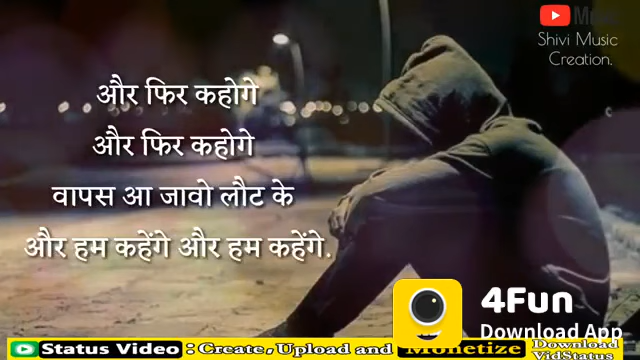 Shivi Music
Creation.
और फिर कहोगे
और फिर कहोगे
वापस आ जावो लौट के
और हम कहेंगे और हम कहेंगे.
4Fun
Download App
Status Video : Create, Upload and Monetize Download
VidStatus